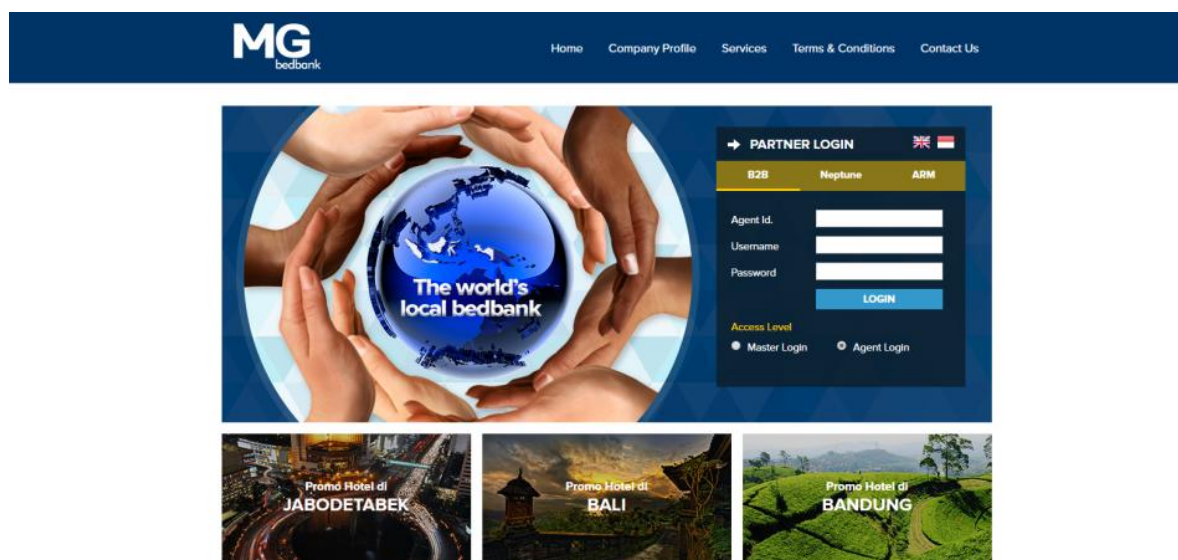 MG
bedbank
Home Company Profile Services Terms & Conditions Contact Us
The world's
local bedbank
PARTNER LOGIN
B2B Neptune ARM
Agent Id.
Username
Password
LOGIN
Access Level
Master Login Agent Login
Promo Hotel di
JABODETABEK
Promo Hotel di
BALI
Promo Hotel di
BANDUNG